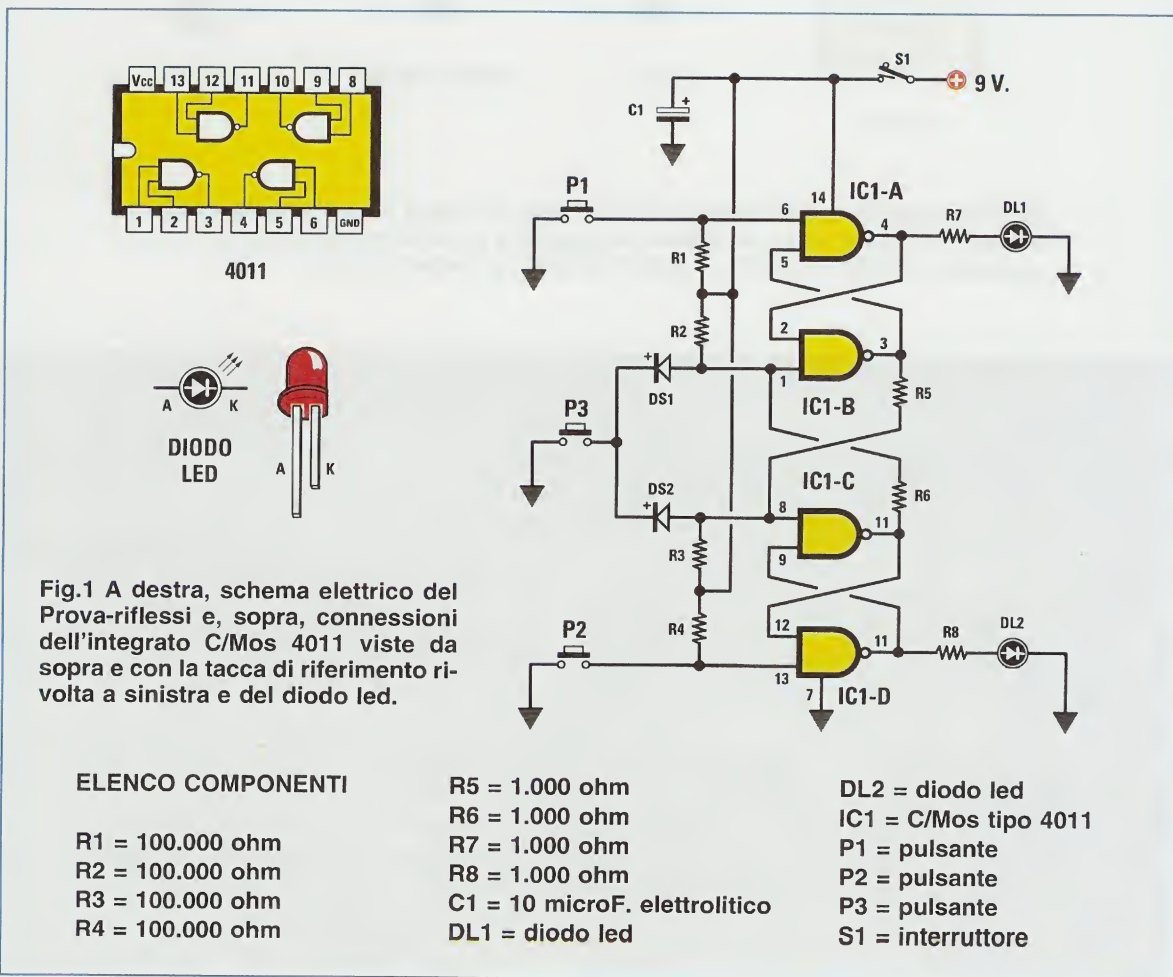 Vcc 13 12 11 10 9 8
1 2 3 4 5 6 GND
4011
A K
DIODO
LED
A K
S1
9 V.
C1 +
P1
14 IC1-A
6
4
R7
DL1
5
R1
R2
2
3
+
DS1
1
IC1-B
R5
P3
DS2
+
IC1-C
R6
8
11
9
R3
R4
12
11
R8
DL2
P2
13
7
IC1-D
Fig.1 A destra, schema elettrico del
Prova-riflessi e, sopra, connessioni
dell'integrato C/Mos 4011 viste da
sopra e con la tacca di riferimento ri-
volta a sinistra e del diodo led.
ELENCO COMPONENTI
R1 = 100.000 ohm
R2 = 100.000 ohm
R3 = 100.000 ohm
R4 = 100.000 ohm
R5 = 1.000 ohm
R6 = 1.000 ohm
R7 = 1.000 ohm
R8 = 1.000 ohm
C1 = 10 microF. elettrolitico
DL1 = diodo led
DL2 = diodo led
IC1 = C/Mos tipo 4011
P1 = pulsante
P2 = pulsante
P3 = pulsante
S1 = interruttore